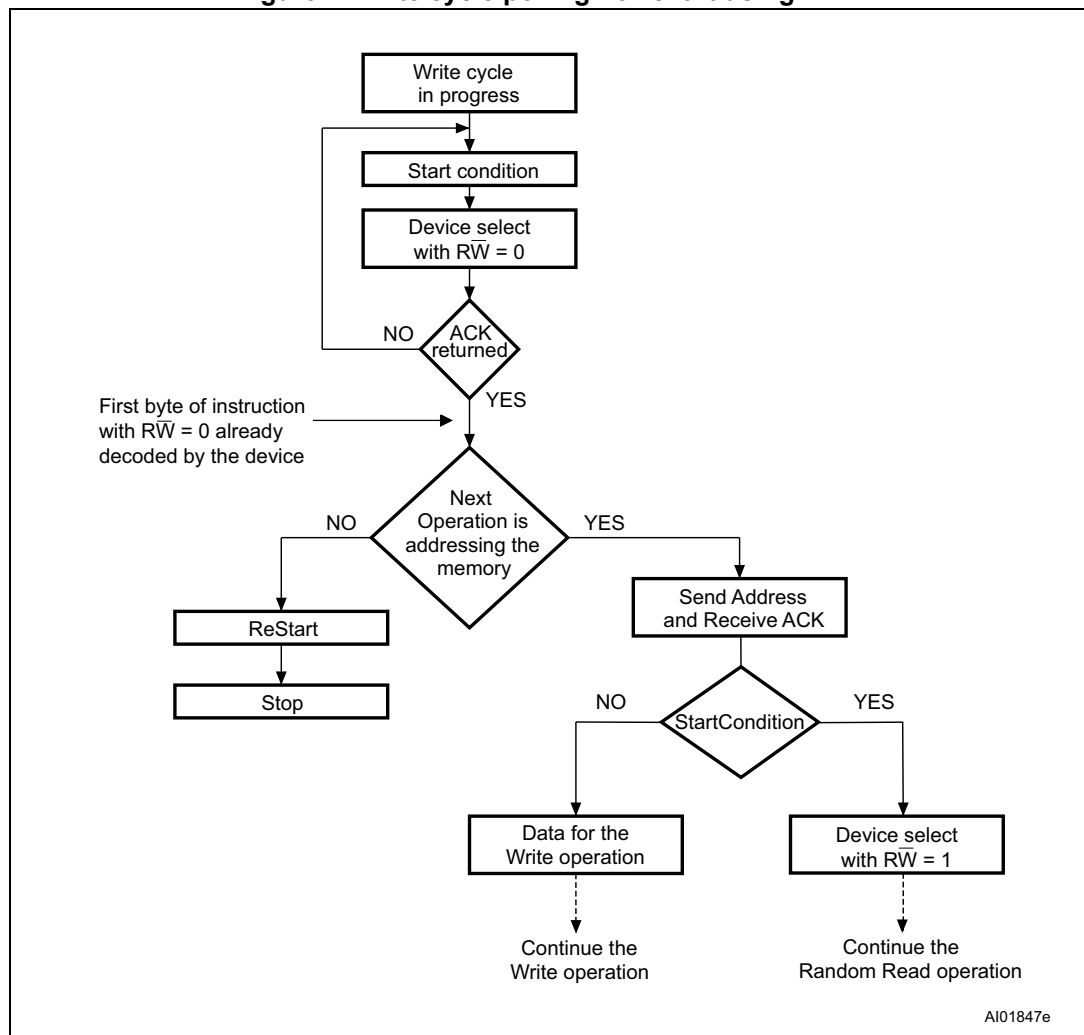 Write cycle
in progress
Start condition
Device select
with RW̅ = 0
ACK
returned
NO
YES
First byte of instruction
with RW̅ = 0 already
decoded by the device
Next
Operation is
addressing the
memory
NO
YES
Send Address
and Receive ACK
ReStart
Stop
StartCondition
NO
YES
Data for the
Write operation
Device select
with RW̅ = 1
Continue the
Write operation
Continue the
Random Read operation
AI01847e